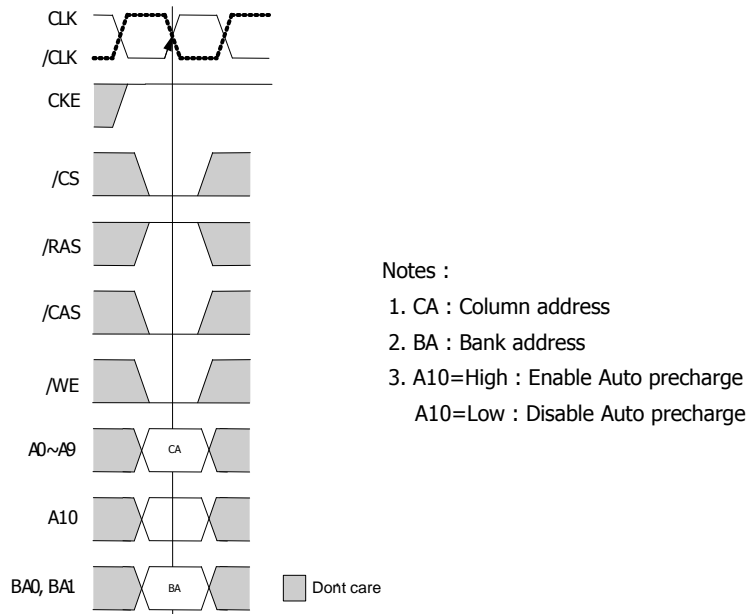 CLK
/CLK
CKE
/CS
/RAS
/CAS
/WE
A0~A9
CA
A10
BA0, BA1
BA
Dont care
Notes :
1. CA : Column address
2. BA : Bank address
3. A10=High : Enable Auto precharge
A10=Low : Disable Auto precharge